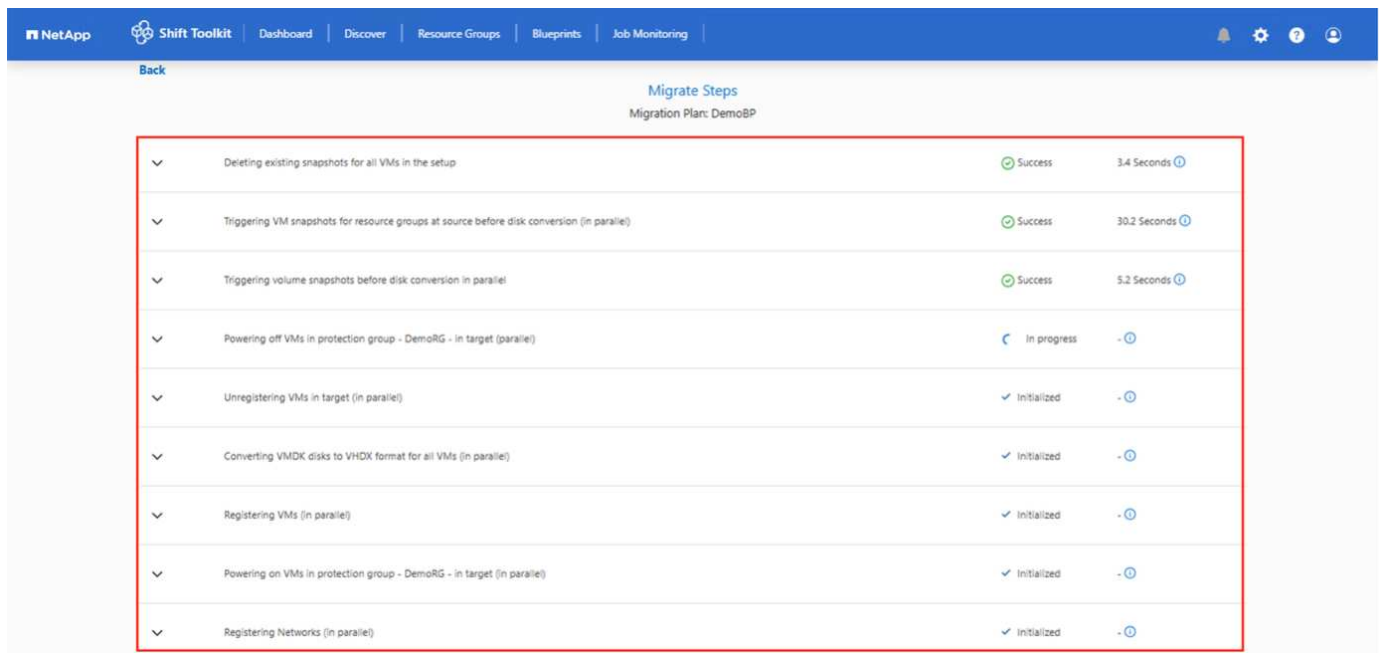 NetApp Shift Toolkit Dashboard Discover Resource Groups Blueprints Job Monitoring
Back
Migrate Steps
Migration Plan: DemoBP
Deleting existing snapshots for all VMs in the setup Success 3.4 Seconds
Triggering VM snapshots for resource groups at source before disk conversion (in parallel) Success 30.2 Seconds
Triggering volume snapshots before disk conversion in parallel Success 5.2 Seconds
Powering off VMs in protection group - DemoRG - in target (parallel) In progress -
Unregistering VMs in target (in parallel) Initialized -
Converting VMDK disks to VHDX format for all VMs (in parallel) Initialized -
Registering VMs (in parallel) Initialized -
Powering on VMs in protection group - DemoRG - in target (in parallel) Initialized -
Registering Networks (in parallel) Initialized -